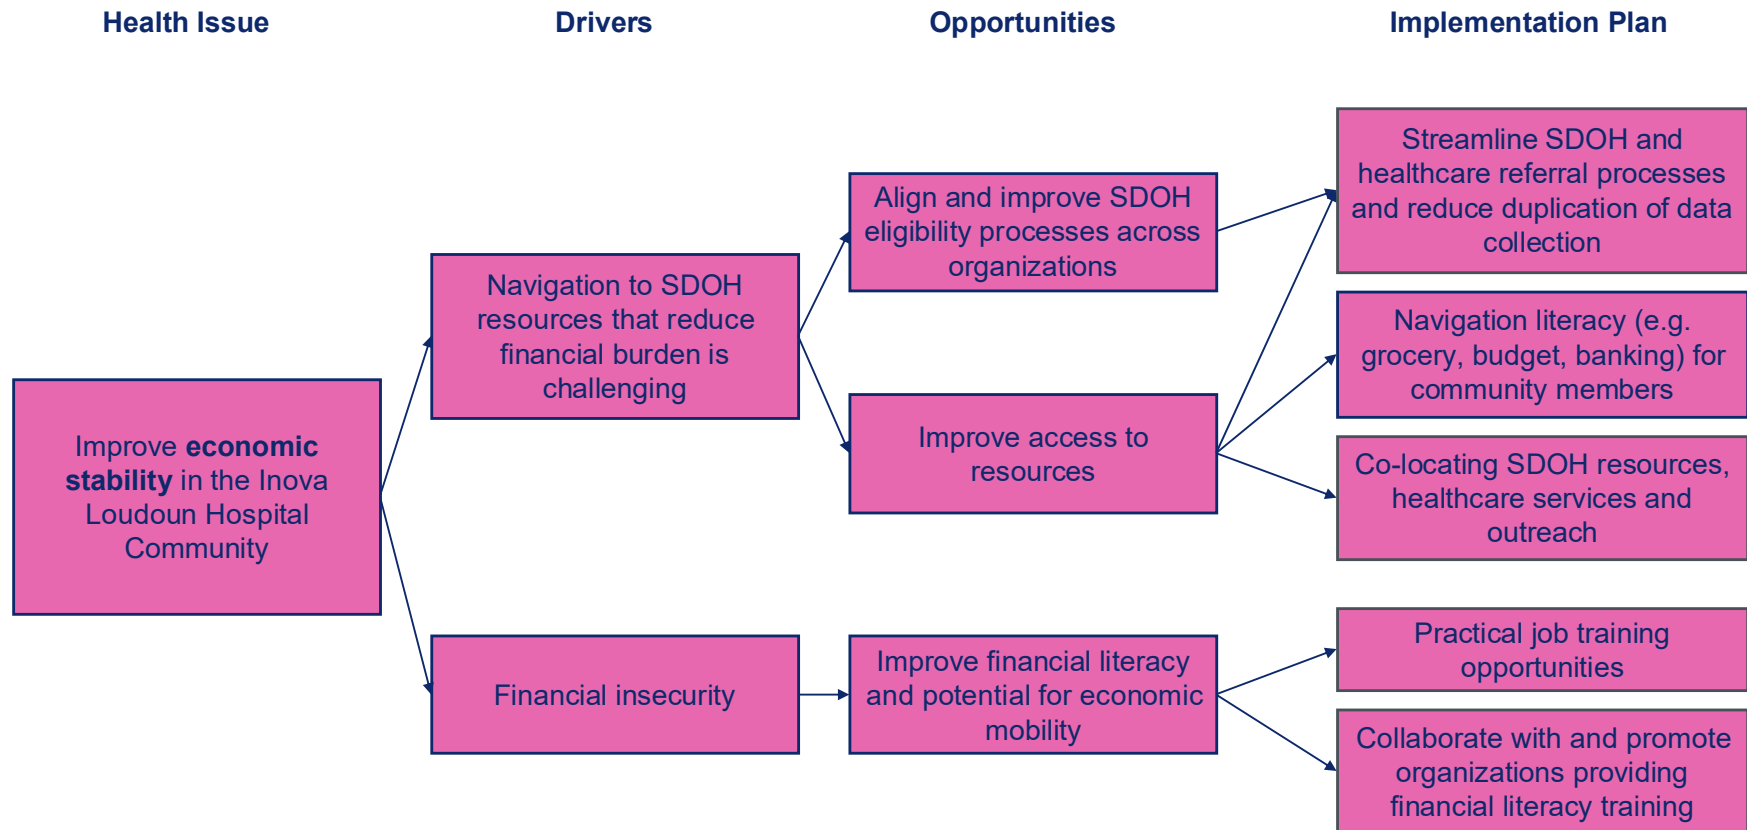 Health Issue
Drivers
Opportunities
Implementation Plan
Improve economic
stability in the Inova
Loudoun Hospital
Community
Navigation to SDOH
resources that reduce
financial burden is
challenging
Financial insecurity
Align and improve SDOH
eligibility processes across
organizations
Improve access to
resources
Improve financial literacy
and potential for economic
mobility
Streamline SDOH and
healthcare referral processes
and reduce duplication of data
collection
Navigation literacy (e.g.
grocery, budget, banking) for
community members
Co-locating SDOH resources,
healthcare services and
outreach
Practical job training
opportunities
Collaborate with and promote
organizations providing
financial literacy training